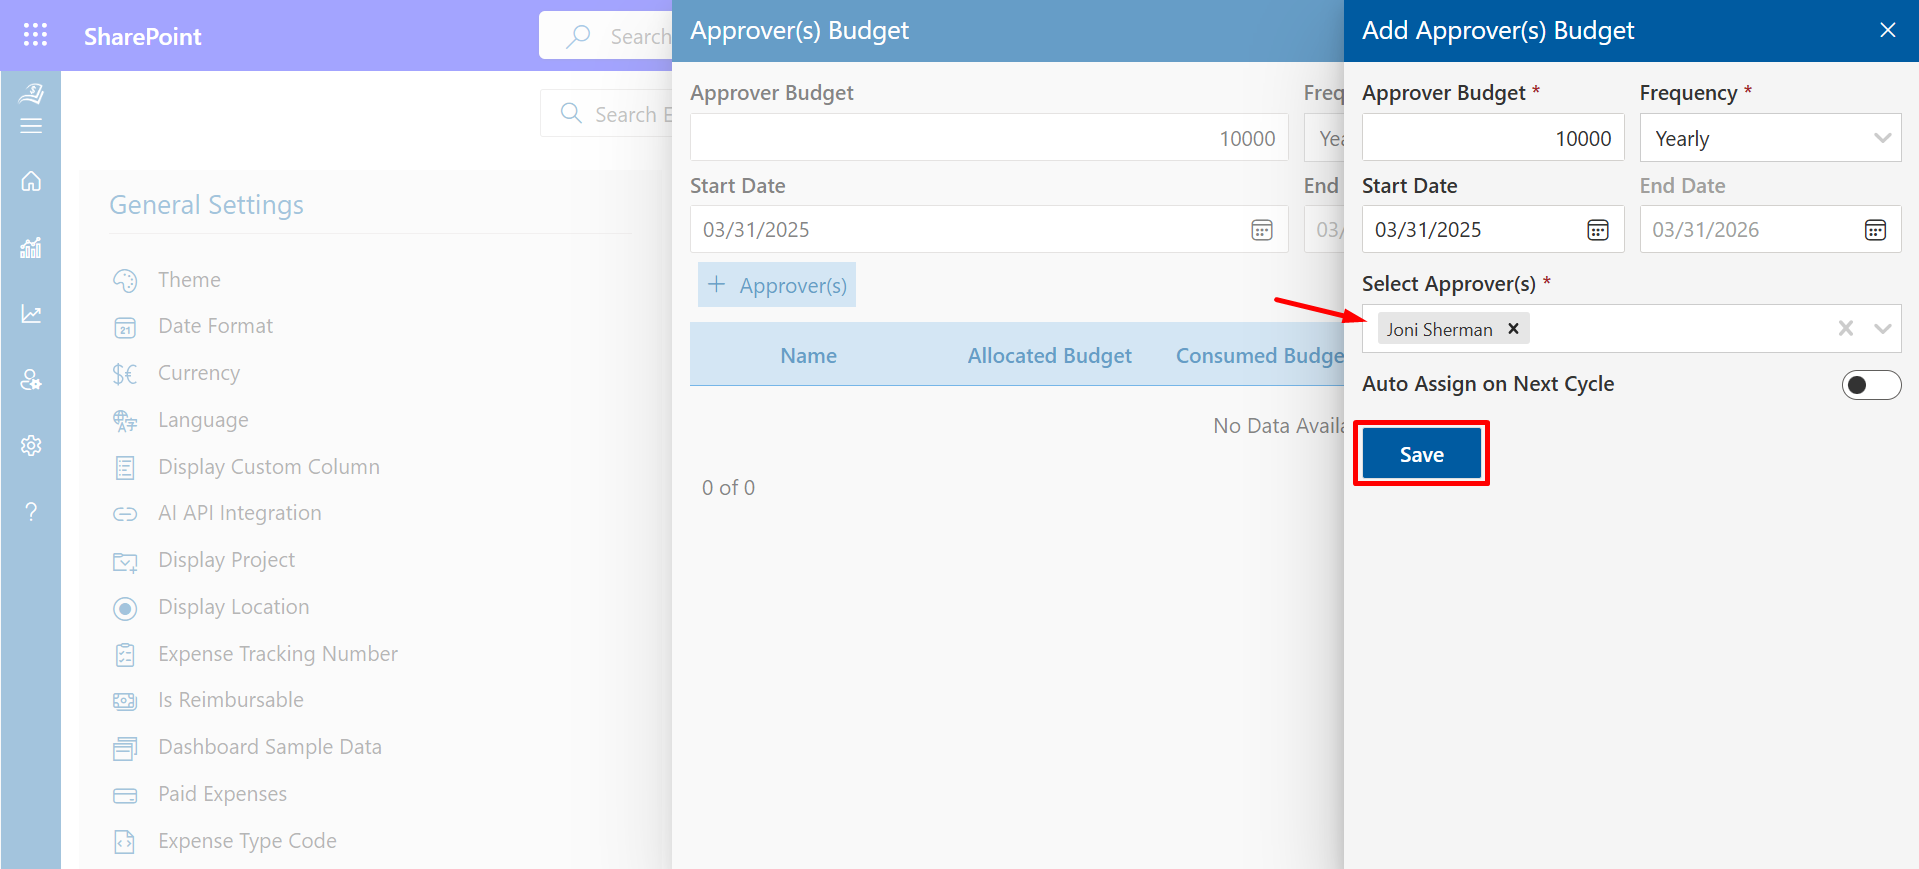 SharePoint
Search
Search E
General Settings
Theme
Date Format
21
Currency
Language
Display Custom Column
AI API Integration
Display Project
Display Location
Expense Tracking Number
Is Reimbursable
Dashboard Sample Data
Paid Expenses
Expense Type Code
Approver(s) Budget
Approver Budget
Freq
10000
Yea
Start Date
End
03/31/2025
03/
+ Approver(s)
Name
Allocated Budget
Consumed Budge
No Data Availa
0 of 0
Add Approver(s) Budget
Approver Budget *
Frequency *
10000
Yearly
Start Date
End Date
03/31/2025
03/31/2026
Select Approver(s) *
Joni Sherman
Auto Assign on Next Cycle
Save